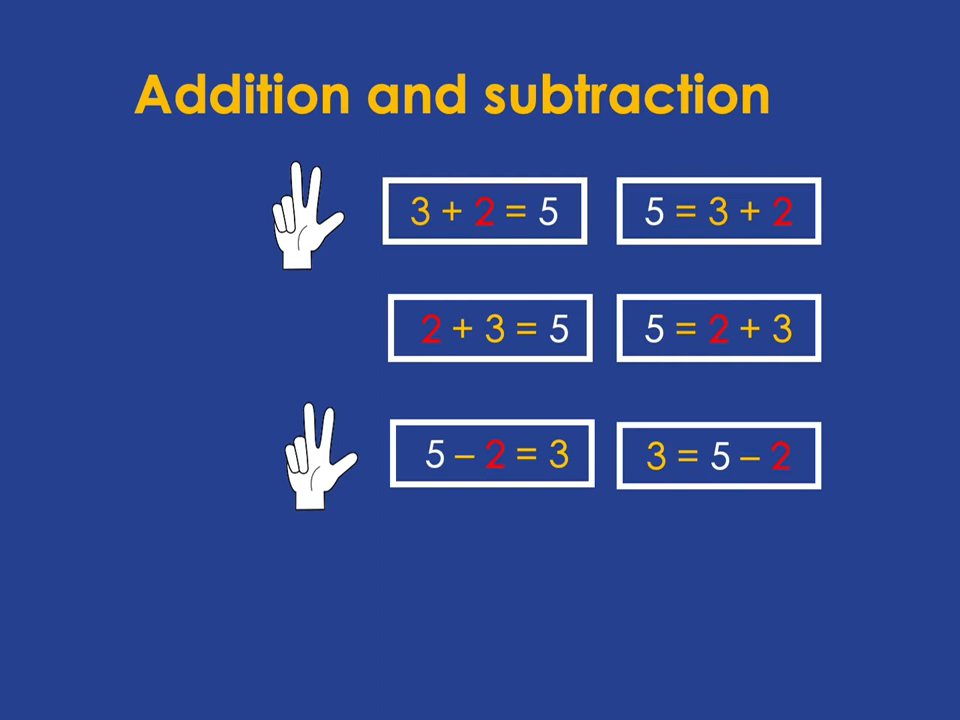 Addition and subtraction
3 + 2 = 5
5 = 3 + 2
2 + 3 = 5
5 = 2 + 3
5 – 2 = 3
3 = 5 – 2